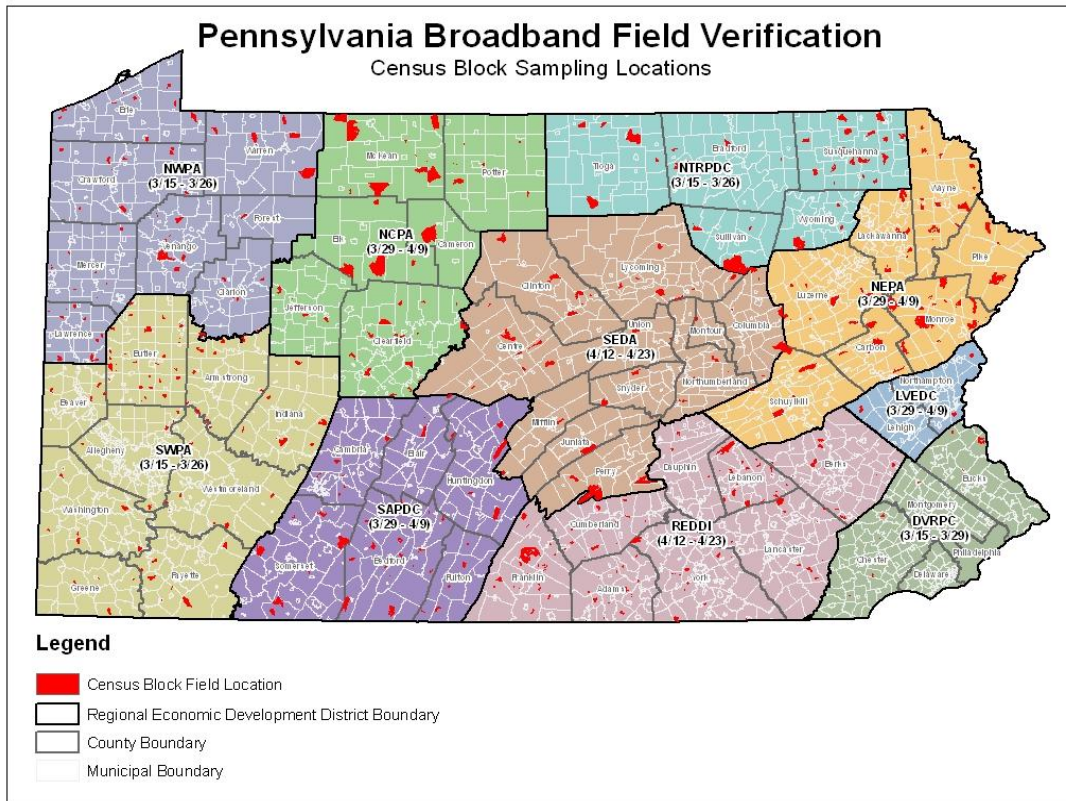 Pennsylvania Broadband Field Verification
Census Block Sampling Locations
Erie
Warren
Crawford
NWPA
(3/15 - 3/26)
Forest
Venango
Mercer
Clarion
Lawrence
McKean
Potter
NCPA
(3/29 - 4/9)
Elk
Cameron
Jefferson
Clearfield
Tioga
Bradford
Susquehanna
NTRPDC
(3/15 - 3/26)
Wyoming
Sullivan
Wayne
Lackawanna
Pike
NEPA
(3/29 - 4/9)
Luzerne
Monroe
Carbon
Schuylkill
Lycoming
Clinton
Union
Montour
Columbia
Centre
SEDA
(4/12 - 4/23)
Snyder
Northumberland
Mifflin
Juniata
Perry
Northampton
LVEDC
(3/29 - 4/9)
Lehigh
Butler
Armstrong
Beaver
Indiana
Allegheny
SWPA
(3/15 - 3/26)
Westmoreland
Washington
Greene
Fayette
Cambria
Blair
Huntingdon
SAPDC
(3/29 - 4/9)
Somerset
Bedford
Fulton
Dauphin
Lebanon
Berks
Cumberland
REDDI
(4/12 - 4/23)
Lancaster
Franklin
Adams
York
Bucks
Montgomery
DVRPC
(3/15 - 3/29)
Chester
Philadelphia
Delaware
Legend
Census Block Field Location
Regional Economic Development District Boundary
County Boundary
Municipal Boundary